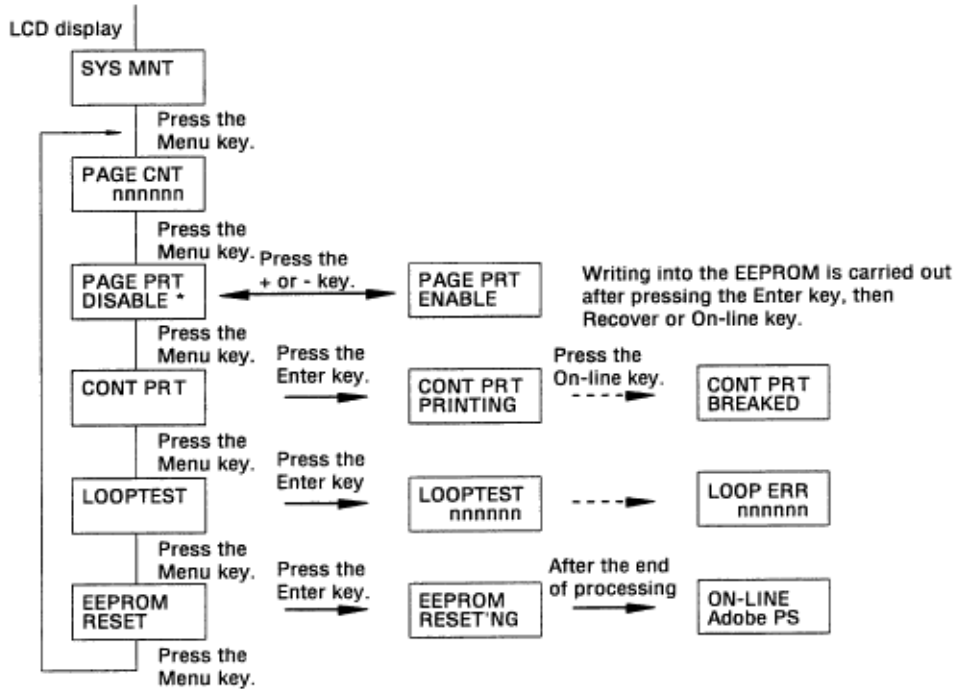 LCD display
SYS MNT
Press the
Menu key.
PAGE CNT
nnnnnn
Press the
Menu key.
PAGE PRT
DISABLE *
Press the
+ or - key.
PAGE PRT
ENABLE
Writing into the EEPROM is carried out
after pressing the Enter key, then
Recover or On-line key.
Press the
Menu key.
CONT PRT
Press the
Enter key.
CONT PRT
PRINTING
Press the
On-line key.
CONT PRT
BREAKED
Press the
Menu key.
LOOPTEST
Press the
Enter key
LOOPTEST
nnnnnn
LOOP ERR
nnnnnn
Press the
Menu key.
EEPROM
RESET
Press the
Enter key.
EEPROM
RESET'NG
After the end
of processing
ON-LINE
Adobe PS
Press the
Menu key.